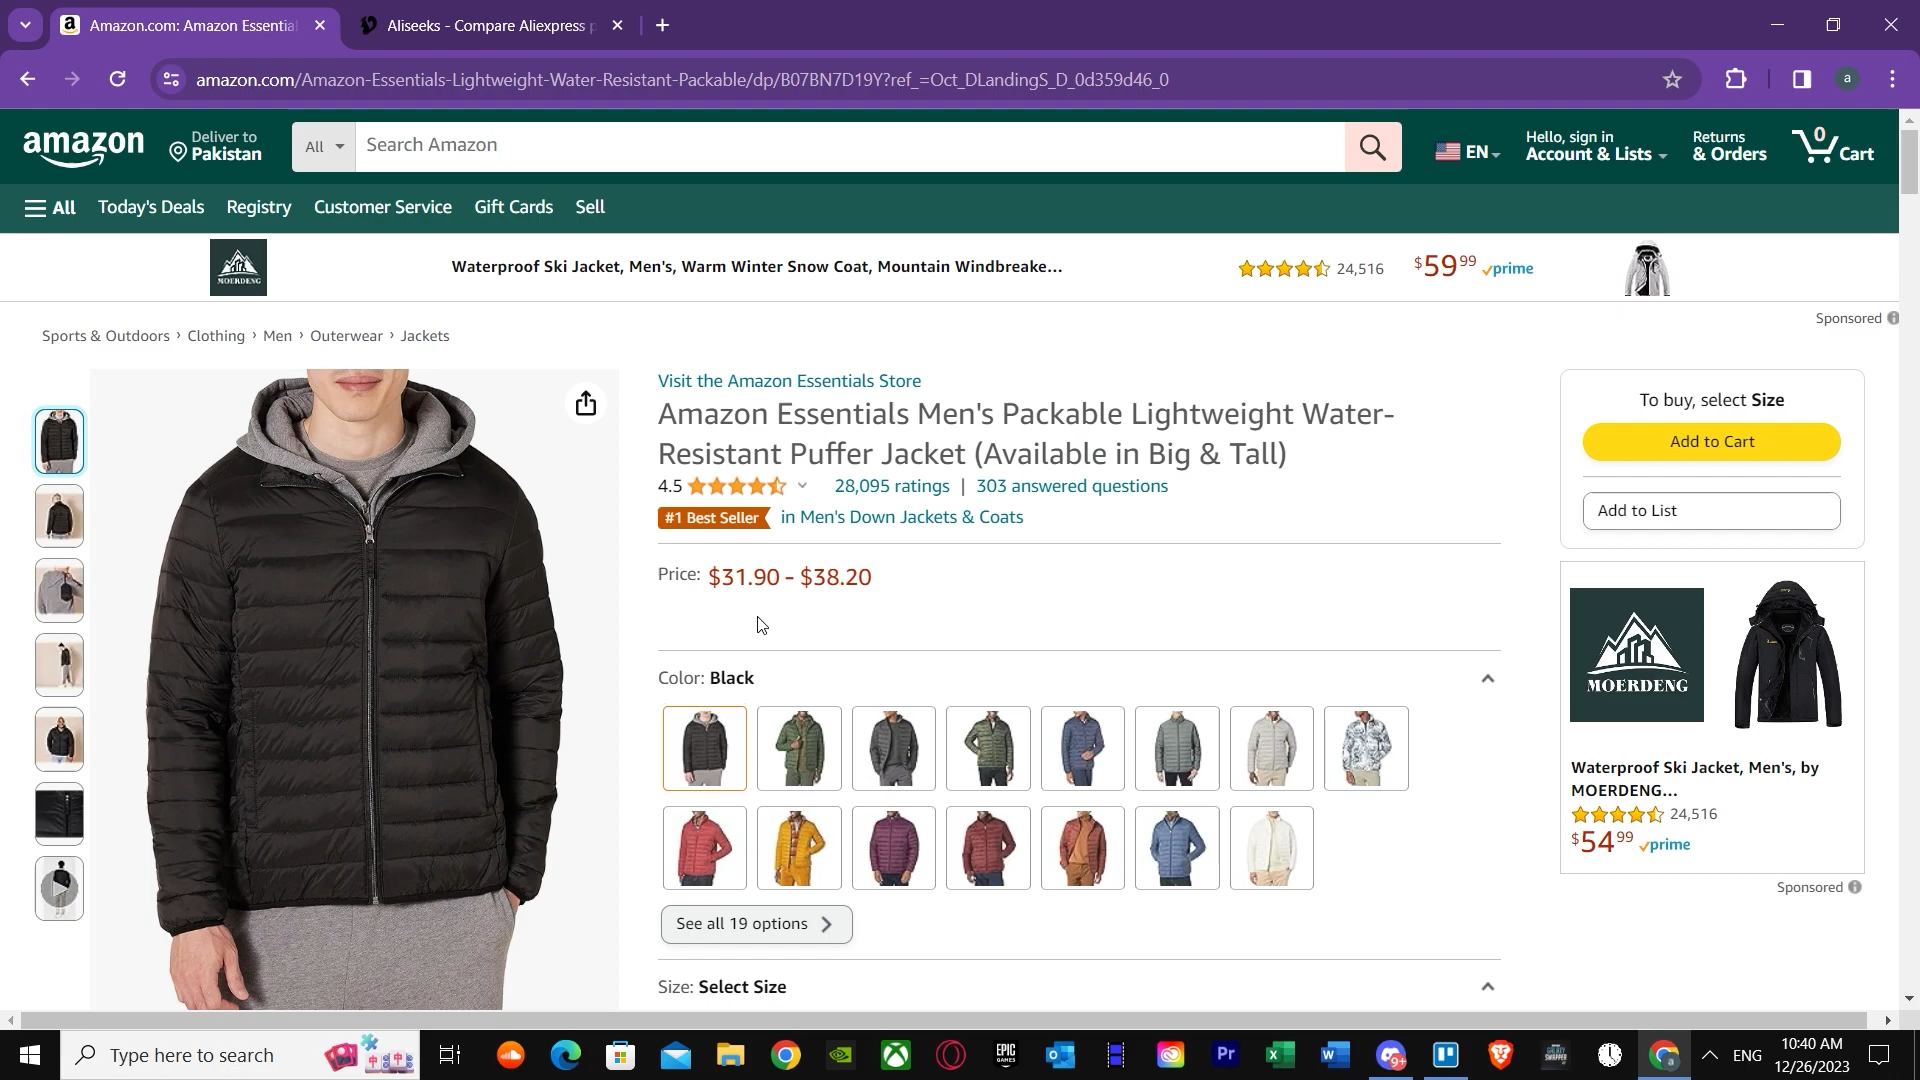 Amazon.com: Amazon Essential
Aliseeks - Compare Aliexpress p
amazon.com/Amazon-Essentials-Lightweight-Water-Resistant-Packable/dp/B07BN7D19Y?ref_=Oct_DLandingS_D_0d359d46_0
a
amazon
Deliver to
Pakistan
All
Search Amazon
EN
Hello, sign in
Account & Lists
Returns
& Orders
0
Cart
All
Today's Deals
Registry
Customer Service
Gift Cards
Sell
MOERDENG
Waterproof Ski Jacket, Men's, Warm Winter Snow Coat, Mountain Windbreake...
24,516
$59 99
prime
Sponsored
Sports & Outdoors › Clothing › Men › Outerwear › Jackets
Visit the Amazon Essentials Store
Amazon Essentials Men's Packable Lightweight Water-
Resistant Puffer Jacket (Available in Big & Tall)
4.5
28,095 ratings | 303 answered questions
#1 Best Seller in Men's Down Jackets & Coats
Price: $31.90 - $38.20
Color: Black
See all 19 options
Size: Select Size
To buy, select Size
Add to Cart
Add to List
MOERDENG
Waterproof Ski Jacket, Men's, by
MOERDENG...
24,516
$54 99
prime
Sponsored
Type here to search
EPIC
GAMES
Pr
9+
ENG
10:40 AM
12/26/2023